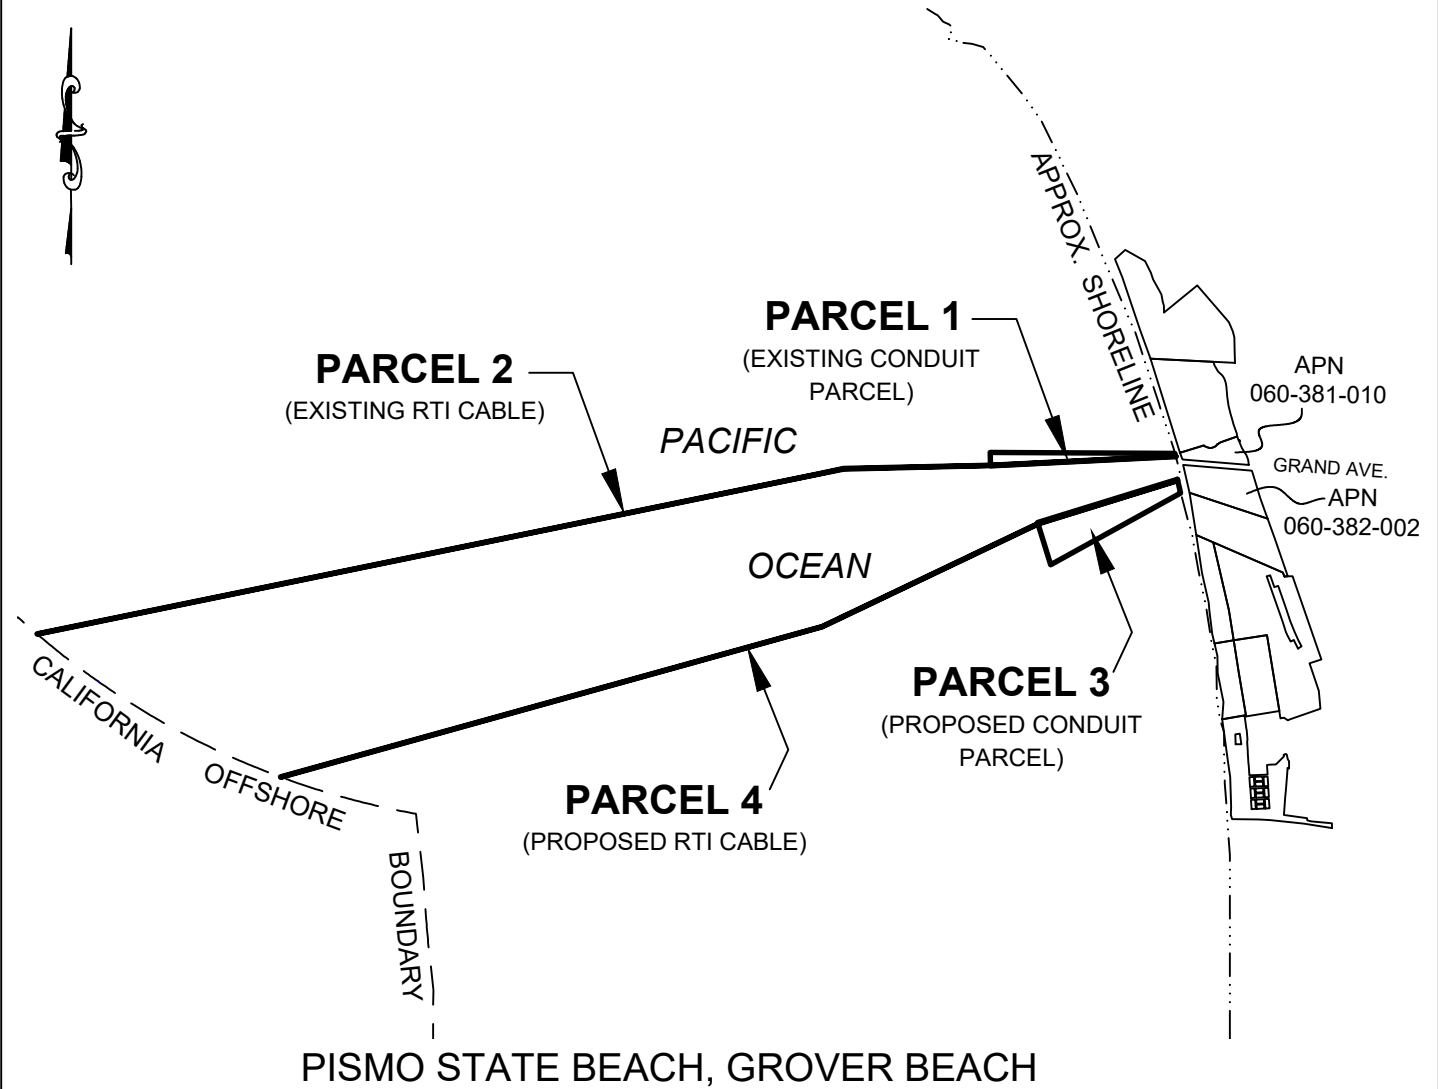 APPROX. SHORELINE
PARCEL 1
(EXISTING CONDUIT
PARCEL)
PARCEL 2
(EXISTING RTI CABLE)
APN
060-381-010
PACIFIC
GRAND AVE.
APN
060-382-002
OCEAN
PARCEL 3
(PROPOSED CONDUIT
PARCEL)
CALIFORNIA OFFSHORE BOUNDARY
PARCEL 4
(PROPOSED RTI CABLE)
PISMO STATE BEACH, GROVER BEACH